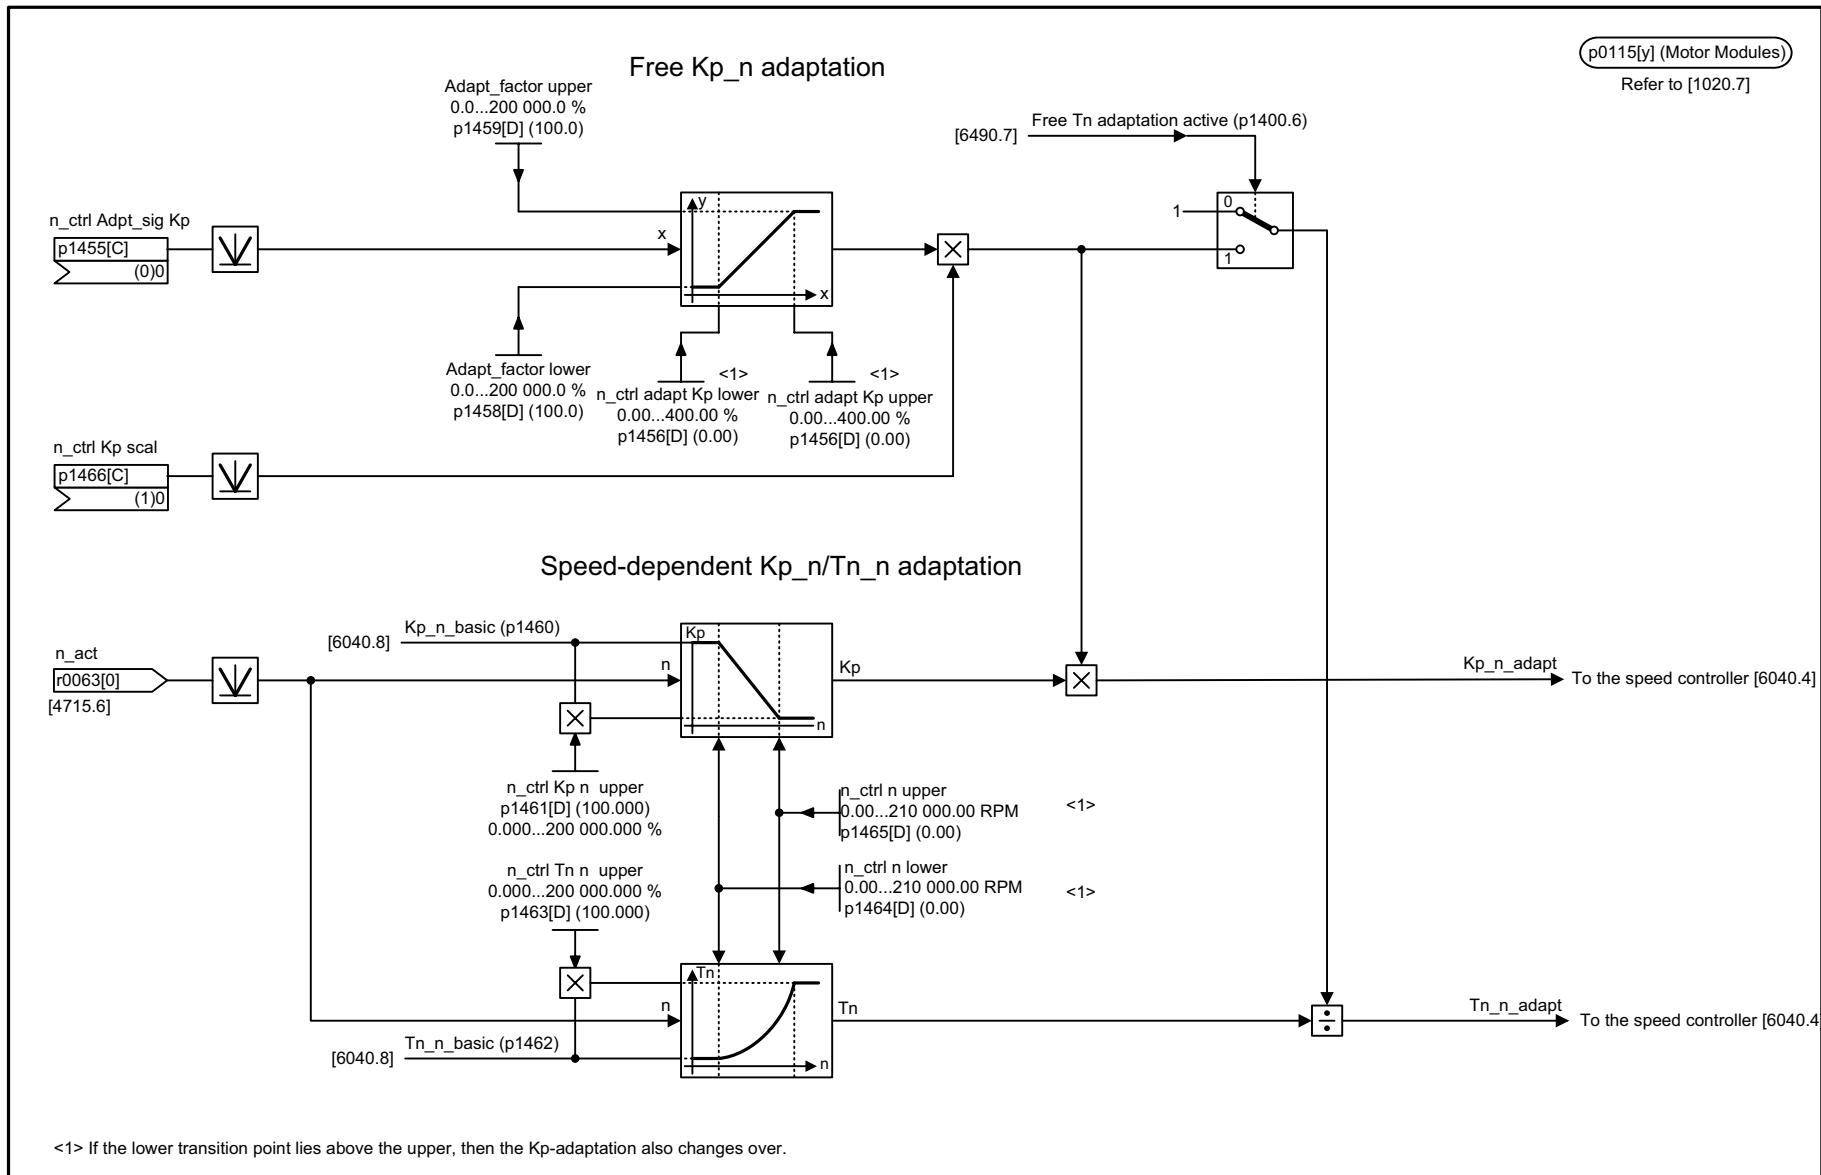 Free Kp_n adaptation
p0115[y] (Motor Modules)
Refer to [1020.7]
Adapt_factor upper
0.0...200 000.0 %
p1459[D] (100.0)
Free Tn adaptation active (p1400.6)
[6490.7]
n_ctrl Adpt_sig Kp
p1455[C]
(0)0
x
y
x
1
0
1
Adapt_factor lower
0.0...200 000.0 %
p1458[D] (100.0)
<1>
n_ctrl adapt Kp lower
0.00...400.00 %
p1456[D] (0.00)
<1>
n_ctrl adapt Kp upper
0.00...400.00 %
p1456[D] (0.00)
n_ctrl Kp scal
p1466[C]
(1)0
Speed-dependent Kp_n/Tn_n adaptation
Kp_n_basic (p1460)
[6040.8]
n_act
r0063[0]
[4715.6]
n
Kp
n
Kp
Kp_n_adapt
To the speed controller [6040.4]
n_ctrl Kp n upper
p1461[D] (100.000)
0.000...200 000.000 %
n_ctrl n upper
0.00...210 000.00 RPM
p1465[D] (0.00)
<1>
n_ctrl Tn n upper
0.000...200 000.000 %
p1463[D] (100.000)
n_ctrl n lower
0.00...210 000.00 RPM
p1464[D] (0.00)
<1>
n
Tn
n
Tn
Tn_n_adapt
To the speed controller [6040.4
Tn_n_basic (p1462)
[6040.8]
<1> If the lower transition point lies above the upper, then the Kp-adaptation also changes over.